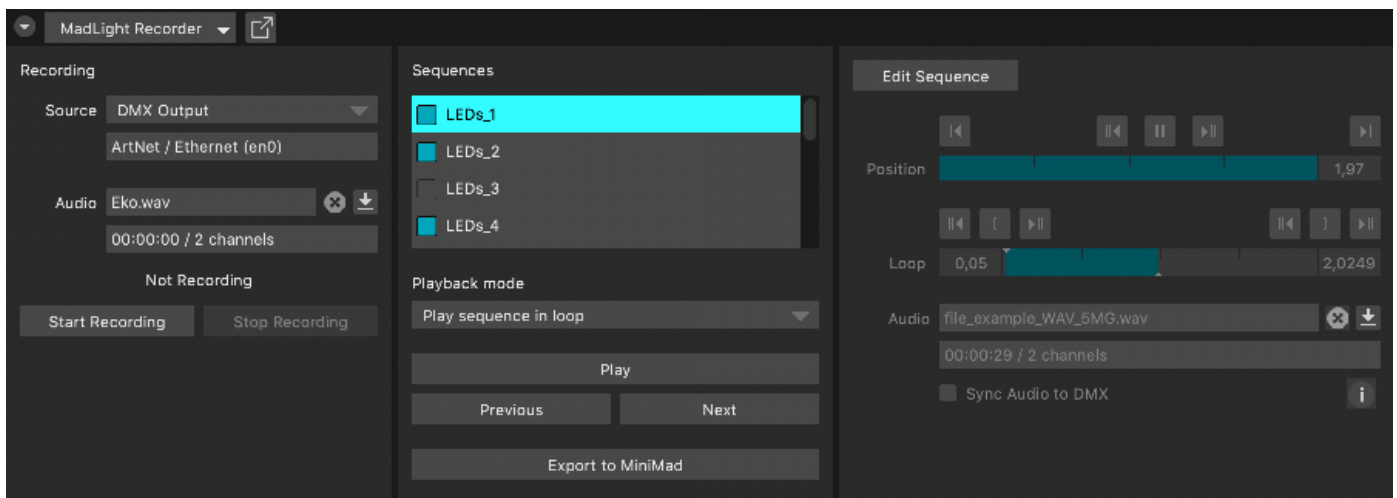 MadLight Recorder
Recording
Source DMX Output
ArtNet / Ethernet (en0)
Audio Eko.wav
00:00:00 / 2 channels
Not Recording
Start Recording Stop Recording
Sequences
LEDs_1
LEDs_2
LEDs_3
LEDs_4
Playback mode
Play sequence in loop
Play
Previous Next
Export to MiniMad
Edit Sequence
Position 1,97
[ ]
Loop 0,05 2,0249
Audio file_example_WAV_5MG.wav
00:00:29 / 2 channels
Sync Audio to DMX i